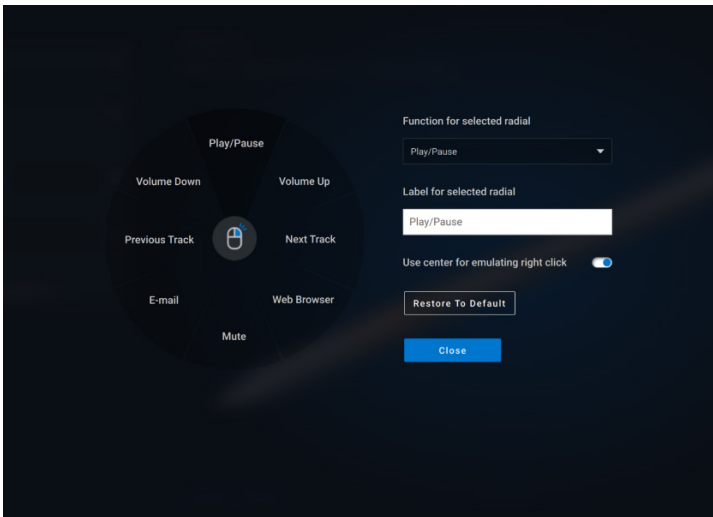 Play/Pause
Volume Down
Volume Up
Previous Track
Next Track
E-mail
Web Browser
Mute
Function for selected radial
Play/Pause
Label for selected radial
Play/Pause
Use center for emulating right click
Restore To Default
Close